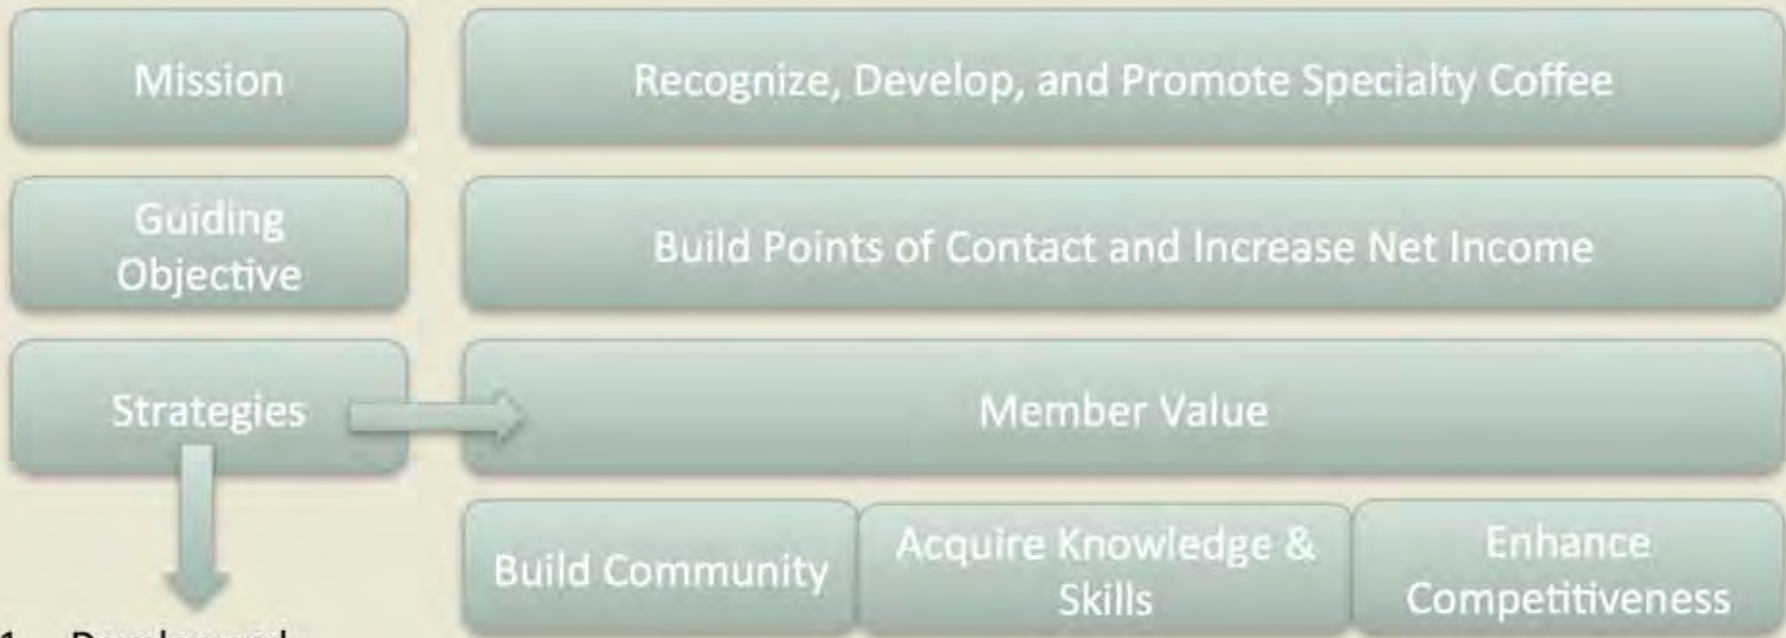 Mission
Recognize, Develop, and Promote Specialty Coffee
Guiding
Objective
Build Points of Contact and Increase Net Income
Strategies
Member Value
Build Community
Acquire Knowledge &
Skills
Enhance
Competitiveness
1.